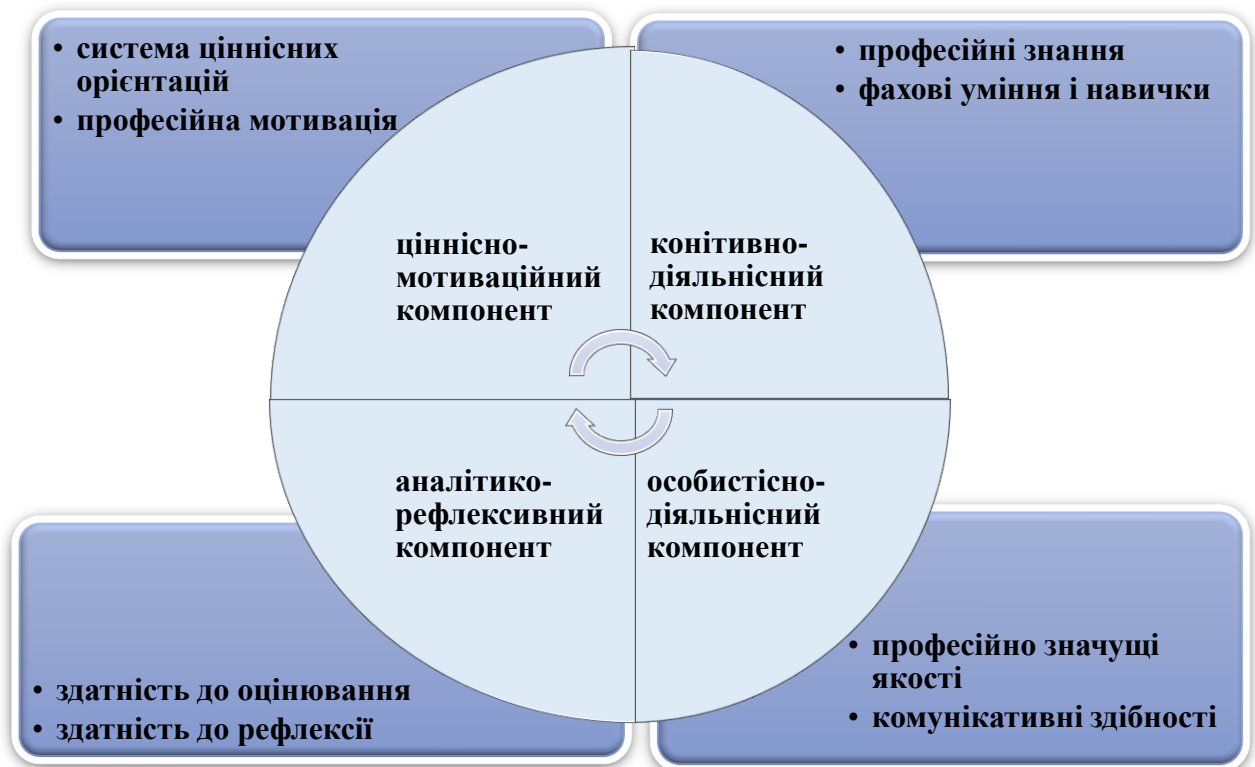 • система ціннісних
орієнтацій
• професійна мотивація
• професійні знання
• фахові уміння і навички
ціннісно-
мотиваційний
компонент
конітивно-
діяльнісний
компонент
аналітико-
рефлексивний
компонент
особистісно-
діяльнісний
компонент
• здатність до оцінювання
• здатність до рефлексії
• професійно значущі
якості
• комунікативні здібності